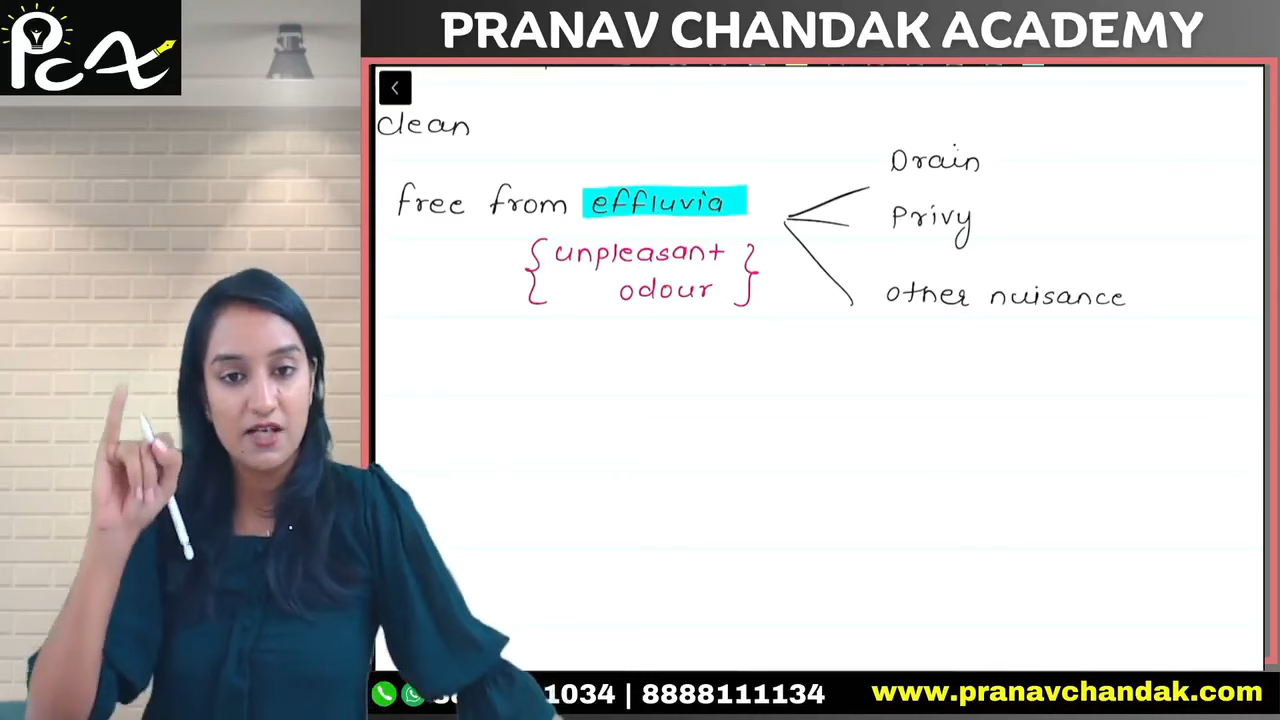 PCA
PRANAV CHANDAK ACADEMY
clean
free from effluvia
{unpleasant
odour}
Drain
Privy
other nuisance
1034 | 8888111134
www.pranavchandak.com